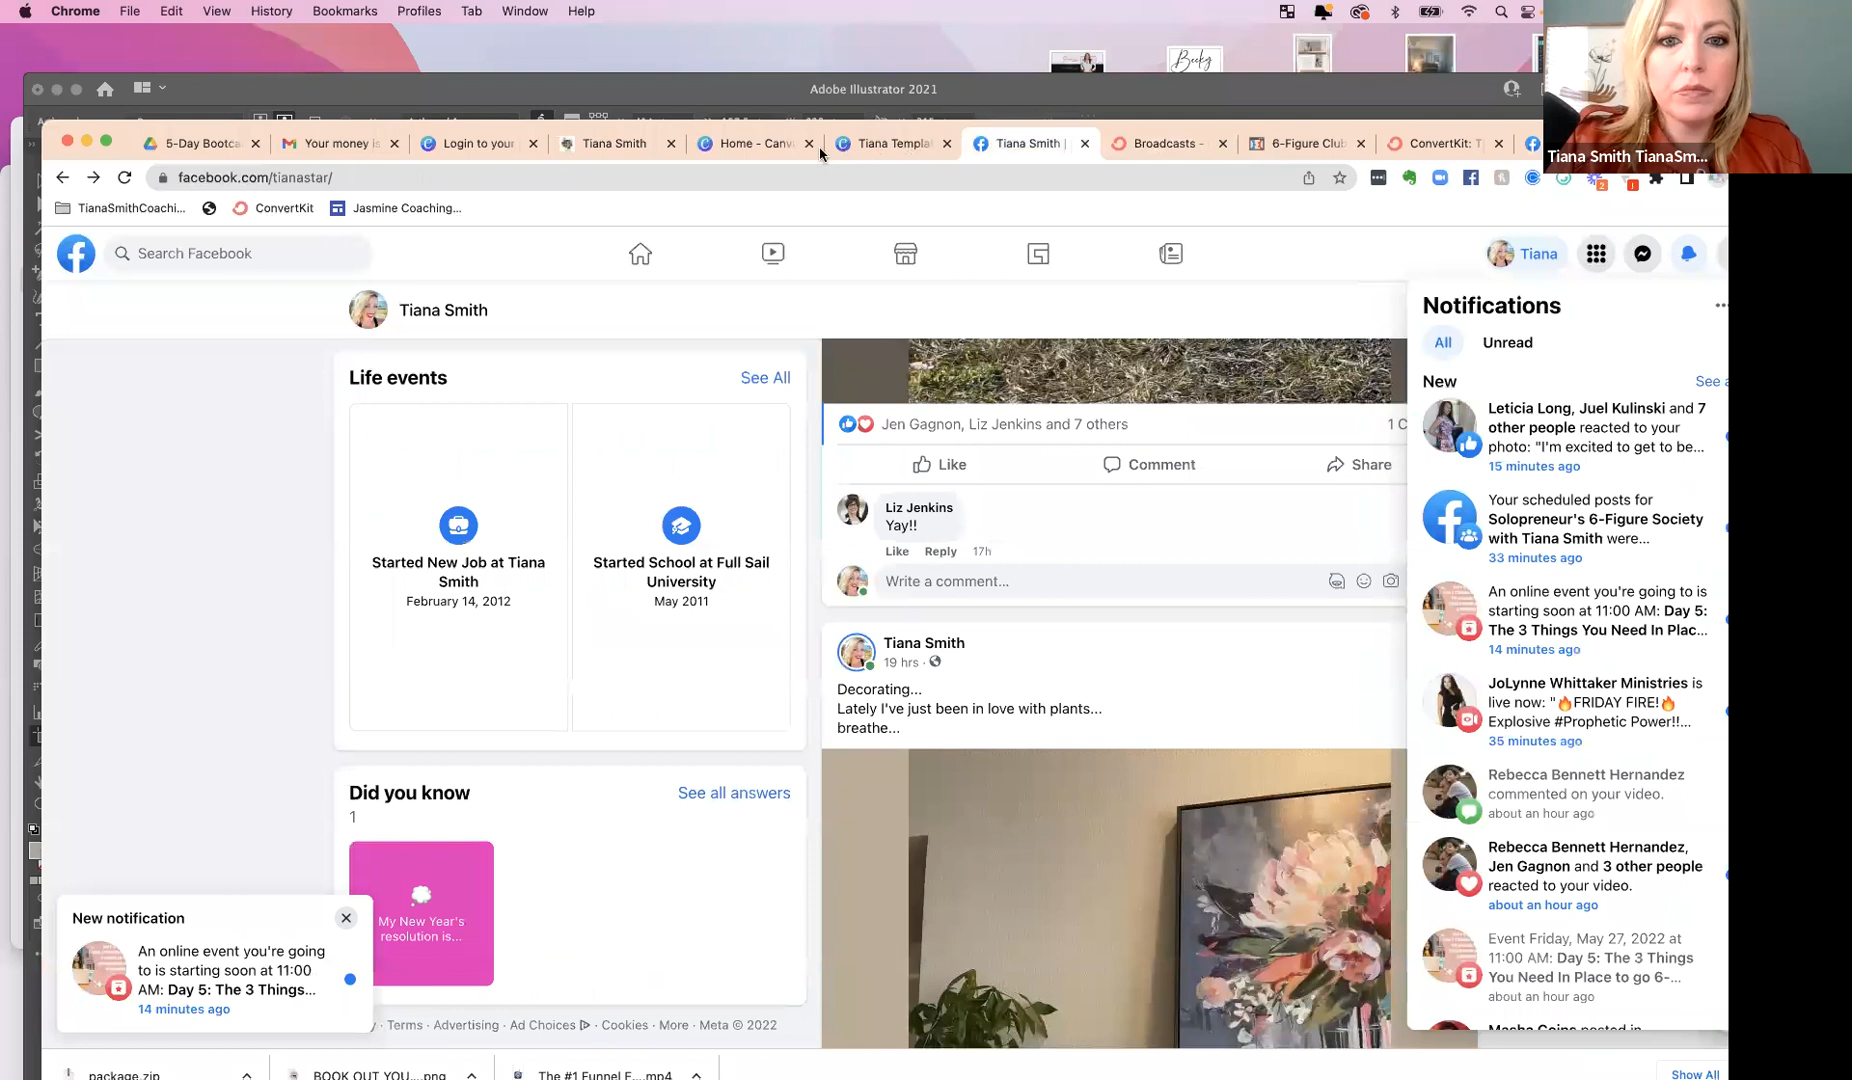 Chrome File Edit View History Bookmarks Profiles Tab Window Help
Becky
Adobe Illustrator 2021
5-Day Bootca Your money is Login to your Tiana Smith Home - Canv Tiana Templa Tiana Smith | Broadcasts - 6-Figure Club ConvertKit: T
Tiana Smith TianaSm...
facebook.com/tianastar/
2
TianaSmithCoachi... ConvertKit Jasmine Coaching...
Search Facebook
Tiana
Tiana Smith
Life events
See All
Started New Job at Tiana
Smith
February 14, 2012
Started School at Full Sail
University
May 2011
Did you know
See all answers
1
My New Year's
resolution is...
Terms · Advertising · Ad Choices · Cookies · More · Meta © 2022
New notification
An online event you're going
to is starting soon at 11:00
AM: Day 5: The 3 Things...
14 minutes ago
Jen Gagnon, Liz Jenkins and 7 others
1 C
Like Comment Share
Liz Jenkins
Yay!!
Like Reply 17h
Write a comment...
Tiana Smith
19 hrs ·
Decorating...
Lately I've just been in love with plants...
breathe...
Notifications
All Unread
New
See a
Leticia Long, Juel Kulinski and 7
other people reacted to your
photo: "I'm excited to get to be...
15 minutes ago
Your scheduled posts for
Solopreneur's 6-Figure Society
with Tiana Smith were...
33 minutes ago
An online event you're going to is
starting soon at 11:00 AM: Day 5:
The 3 Things You Need In Plac...
14 minutes ago
JoLynne Whittaker Ministries is
live now: "🔥FRIDAY FIRE!🔥
Explosive #Prophetic Power!!...
35 minutes ago
Rebecca Bennett Hernandez
commented on your video.
about an hour ago
Rebecca Bennett Hernandez,
Jen Gagnon and 3 other people
reacted to your video.
about an hour ago
Event Friday, May 27, 2022 at
11:00 AM: Day 5: The 3 Things
You Need In Place to go 6-...
about an hour ago
package.zip BOOK OUT YOU....png The #1 Funnel F....mp4
Show All